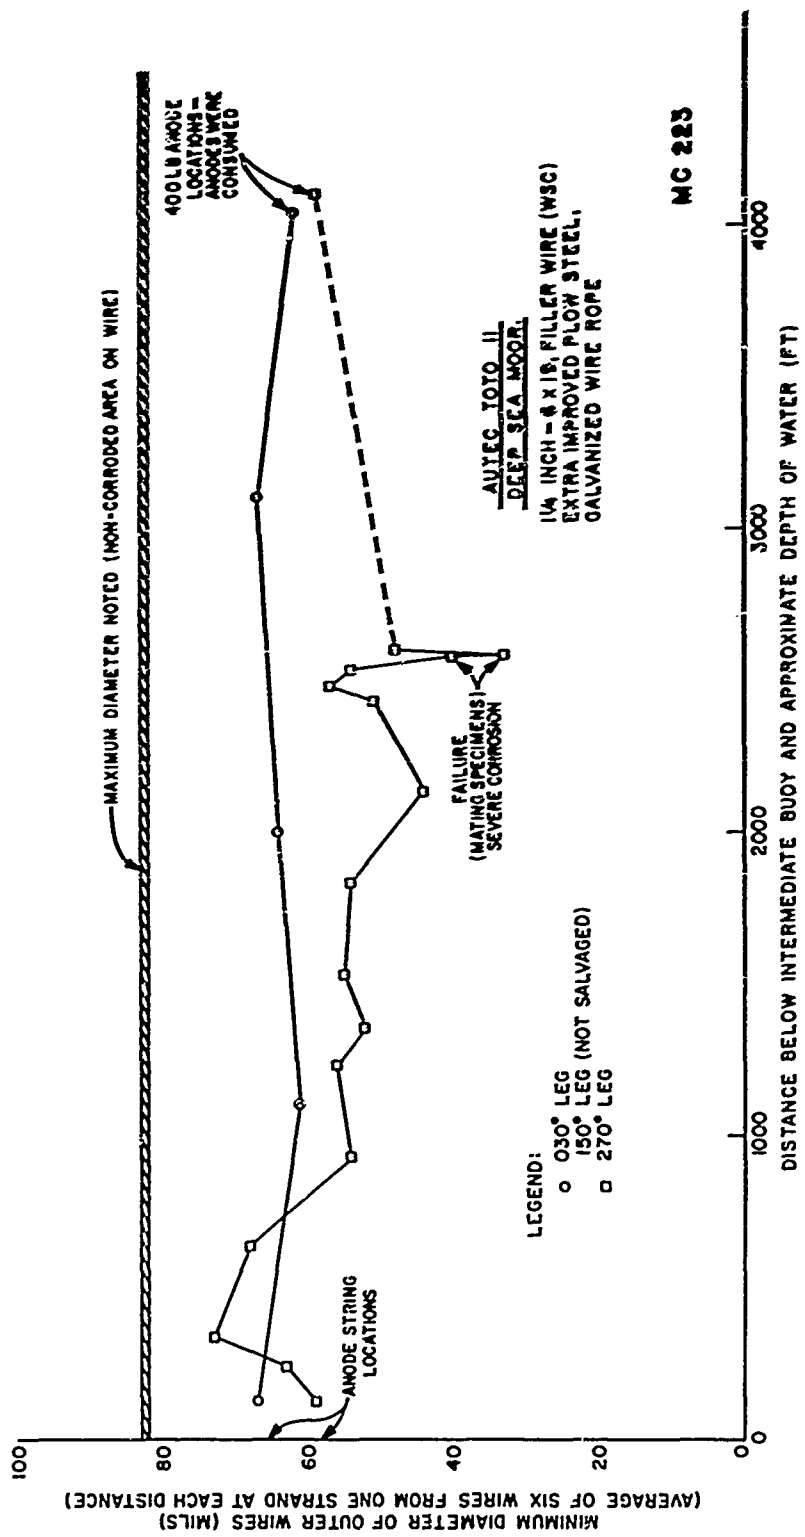 MINIMUM DIAMETER OF OUTER WIRES (MILS)
(AVERAGE OF SIX WIRES FROM ONE STRAND AT EACH DISTANCE)
100
80
60
40
20
0
MAXIMUM DIAMETER NOTED (NON-CORRODED AREA ON WIRE)
400 LB ANODE
LOCATIONS-
ANODES WERE
CONSUMED
ANODE STRING
LOCATIONS
FAILURE
(MATING SPECIMENS)
SEVERE CORROSION
LEGEND:
030° LEG
150° LEG (NOT SALVAGED)
270° LEG
AUTEC TOTO II
DEEP SEA MOOR,
1 1/4 INCH - 6 X 19, FILLER WIRE (WSC)
EXTRA IMPROVED PLOW STEEL,
GALVANIZED WIRE ROPE
MC 223
0
1000
2000
3000
4000
DISTANCE BELOW INTERMEDIATE BUOY AND APPROXIMATE DEPTH OF WATER (FT)